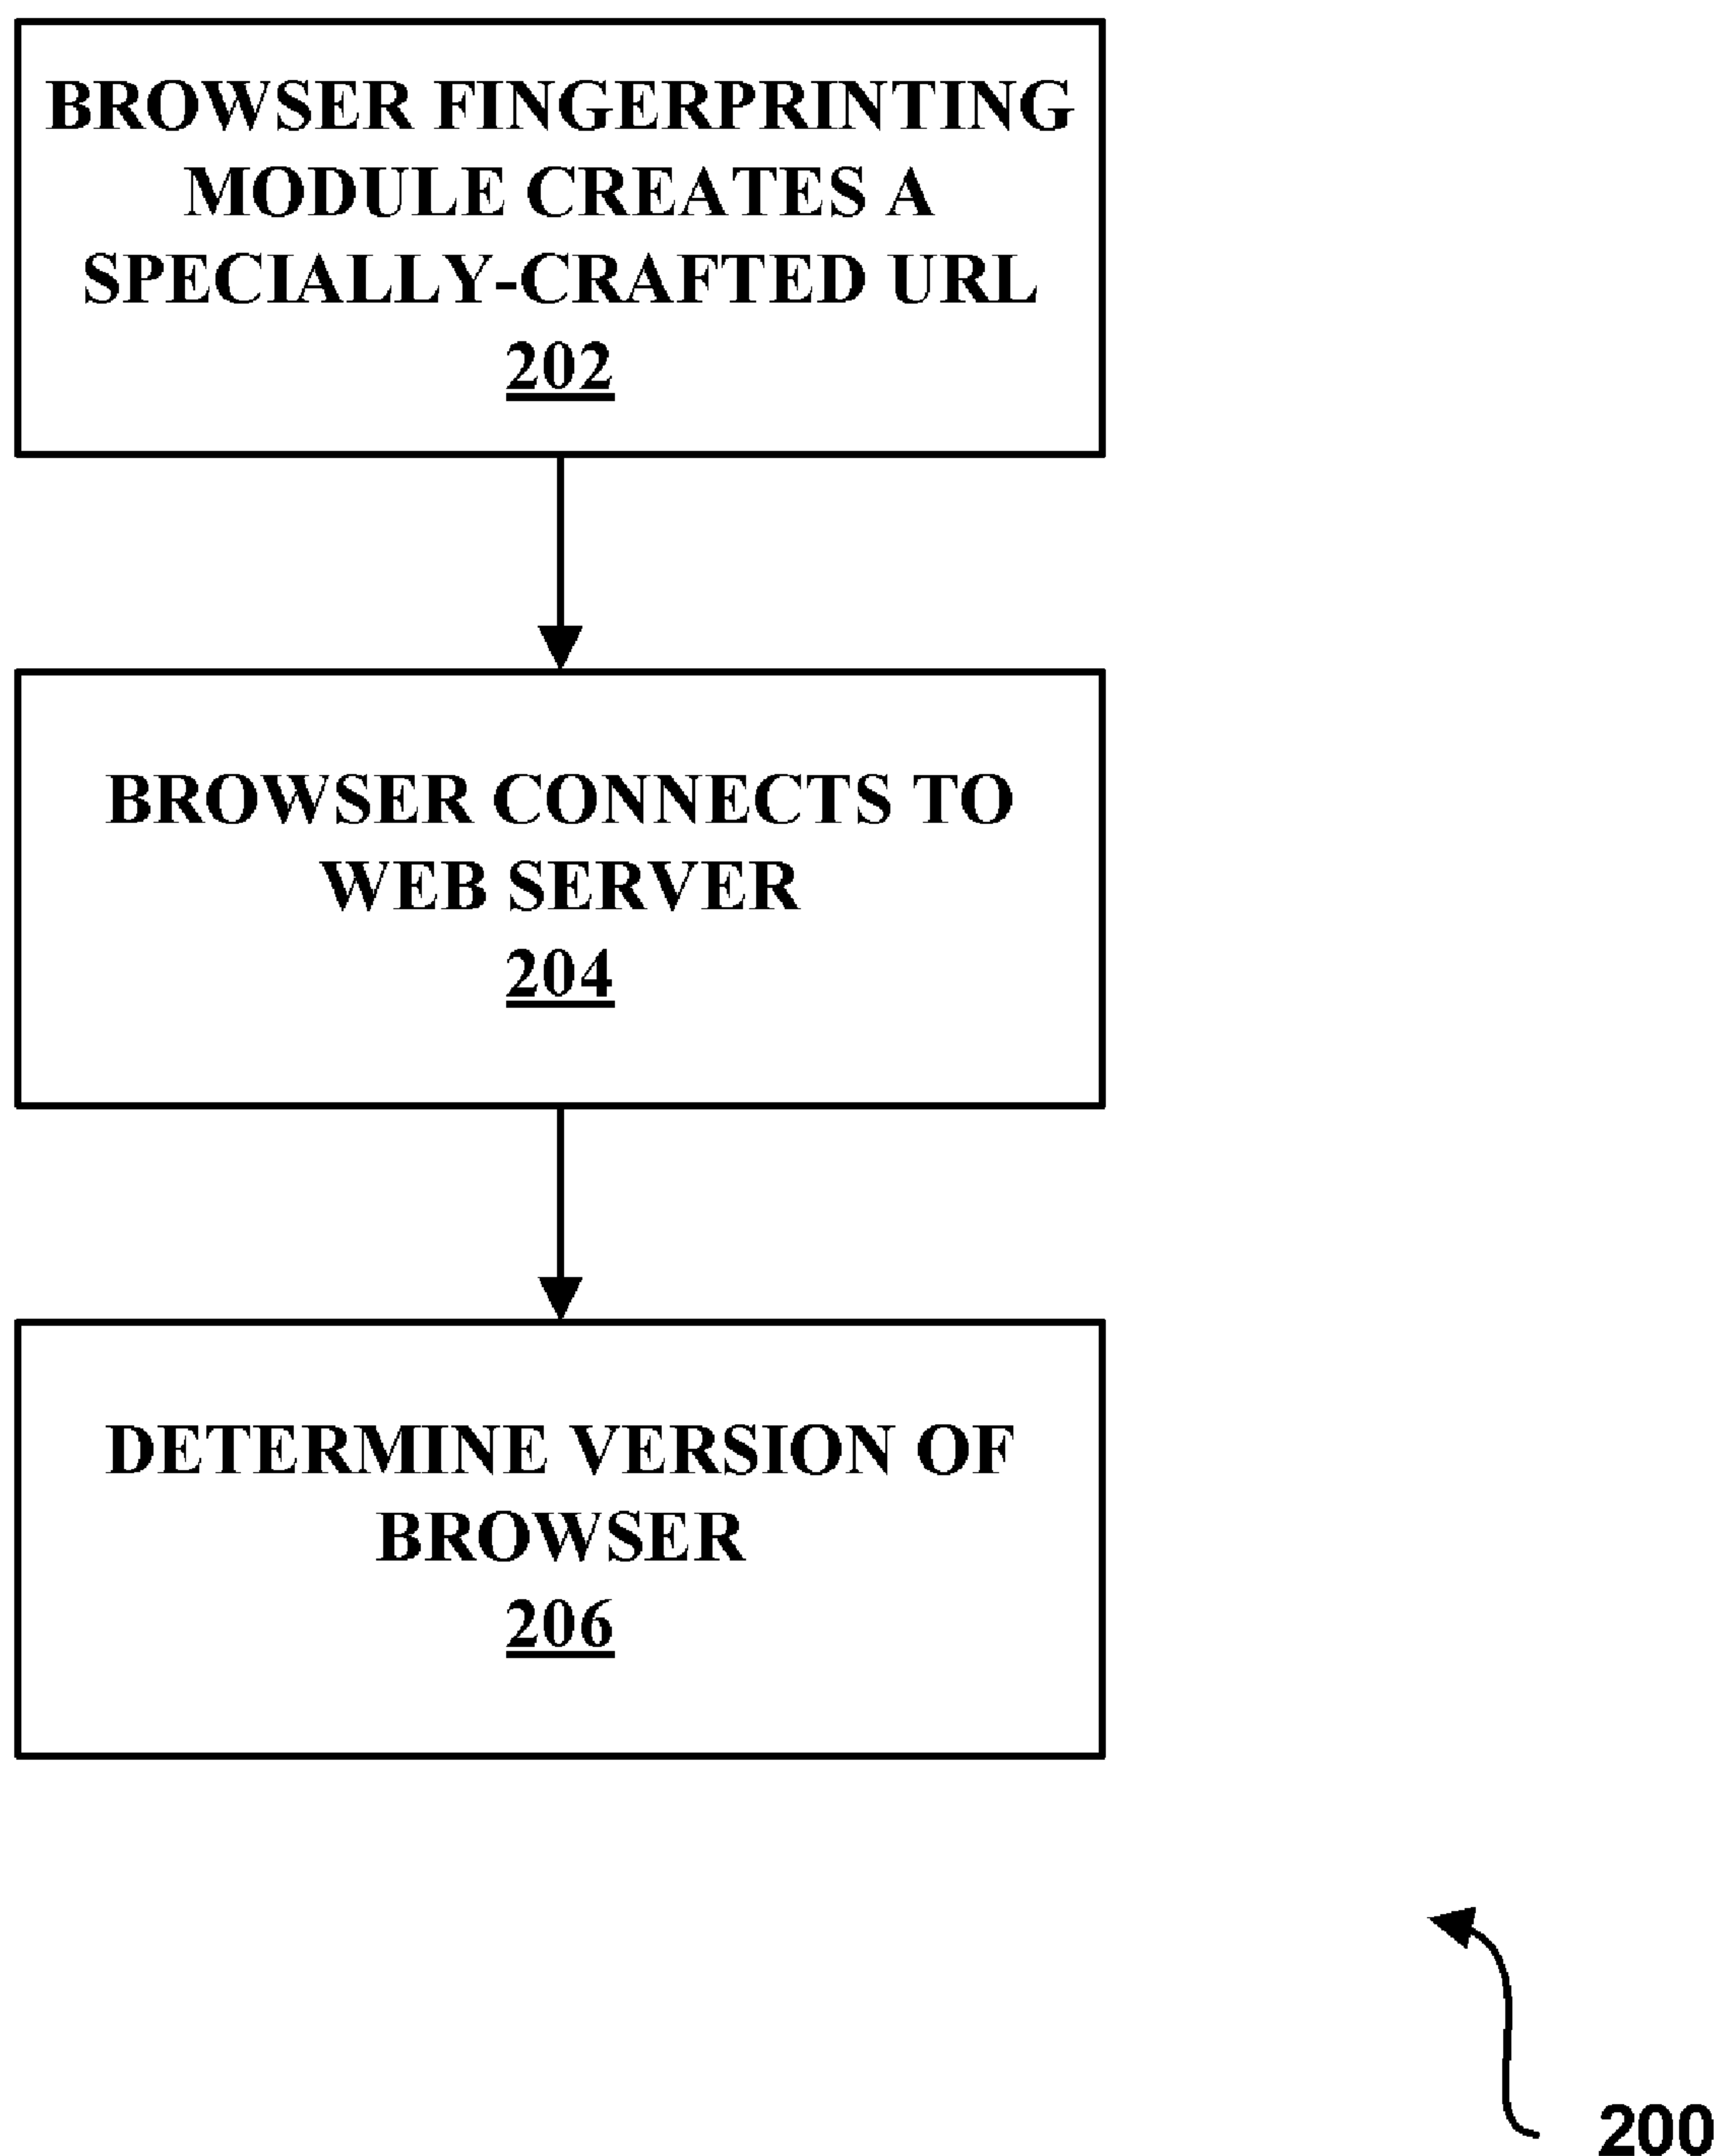 BROWSER FINGERPRINTING
MODULE CREATES A
SPECIALLY-CRAFTED URL
202
BROWSER CONNECTS TO
WEB SERVER
204
DETERMINE VERSION OF
BROWSER
206
200